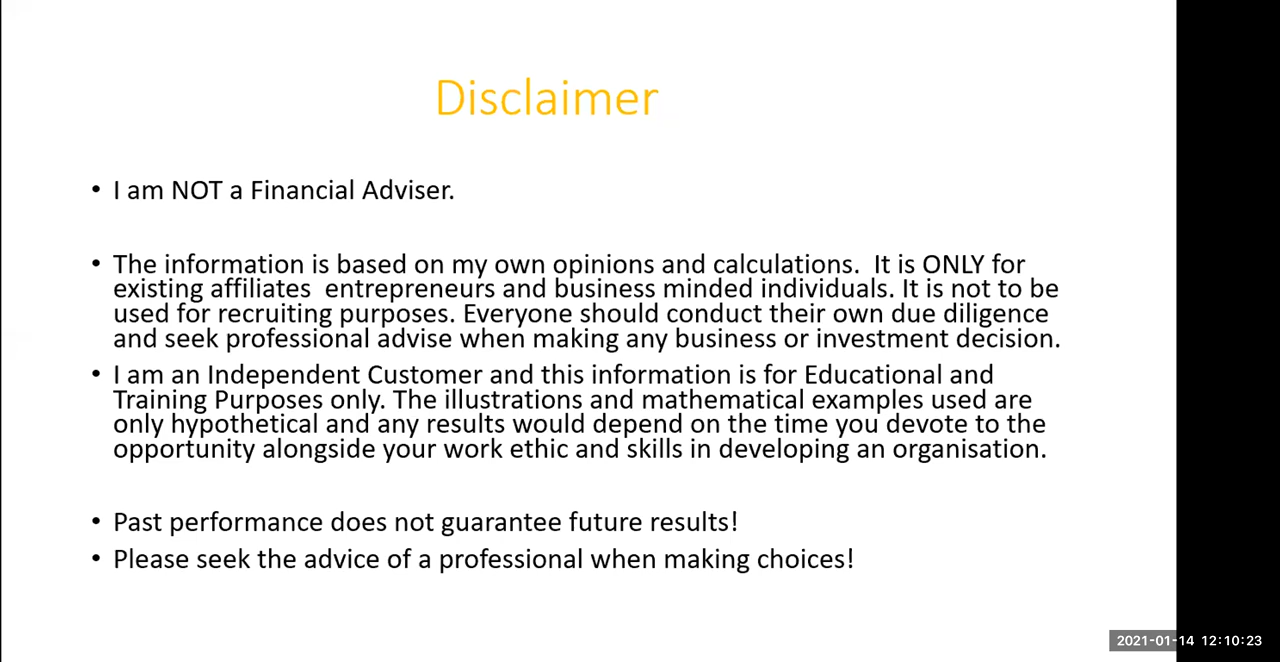 Disclaimer
• I am NOT a Financial Adviser.
• The information is based on my own opinions and calculations.  It is ONLY for
existing affiliates  entrepreneurs and business minded individuals. It is not to be
used for recruiting purposes. Everyone should conduct their own due diligence
and seek professional advise when making any business or investment decision.
• I am an Independent Customer and this information is for Educational and
Training Purposes only. The illustrations and mathematical examples used are
only hypothetical and any results would depend on the time you devote to the
opportunity alongside your work ethic and skills in developing an organisation.
• Past performance does not guarantee future results!
• Please seek the advice of a professional when making choices!
2021-01-14 12:10:23